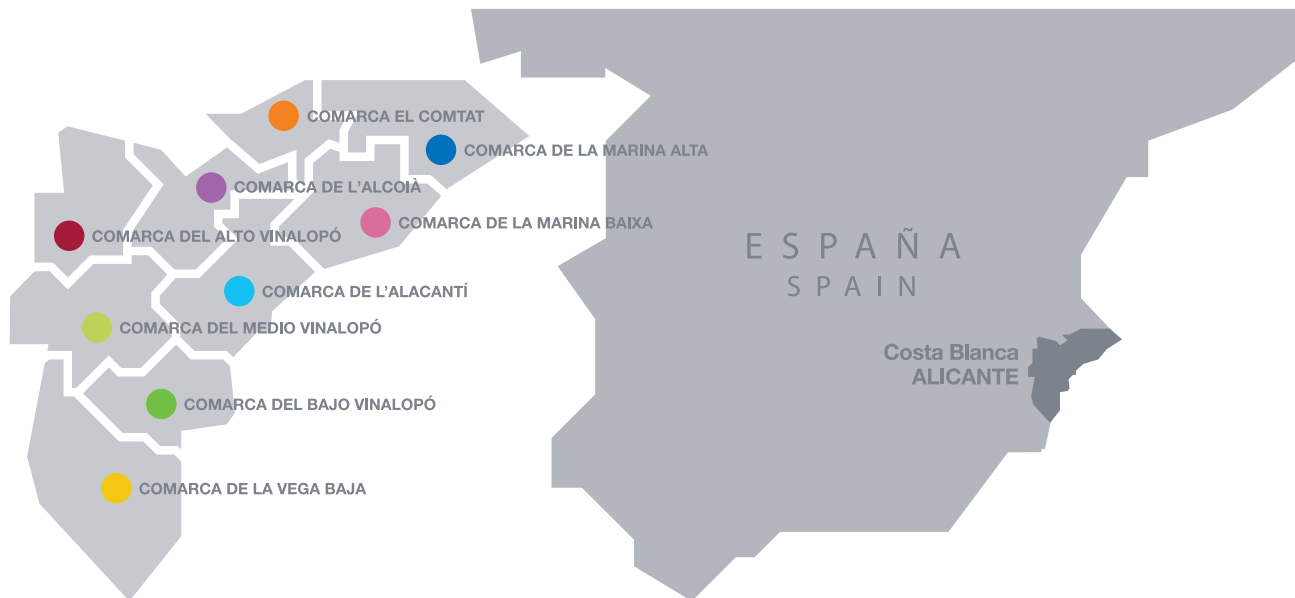 COMARCA EL COMTAT
COMARCA DE LA MARINA ALTA
COMARCA DE L'ALCOIÀ
COMARCA DE LA MARINA BAIXA
COMARCA DEL ALTO VINALOPÓ
COMARCA DE L'ALACANTÍ
COMARCA DEL MEDIO VINALOPÓ
COMARCA DEL BAJO VINALOPÓ
COMARCA DE LA VEGA BAJA
ESPAÑA
SPAIN
Costa Blanca
ALICANTE